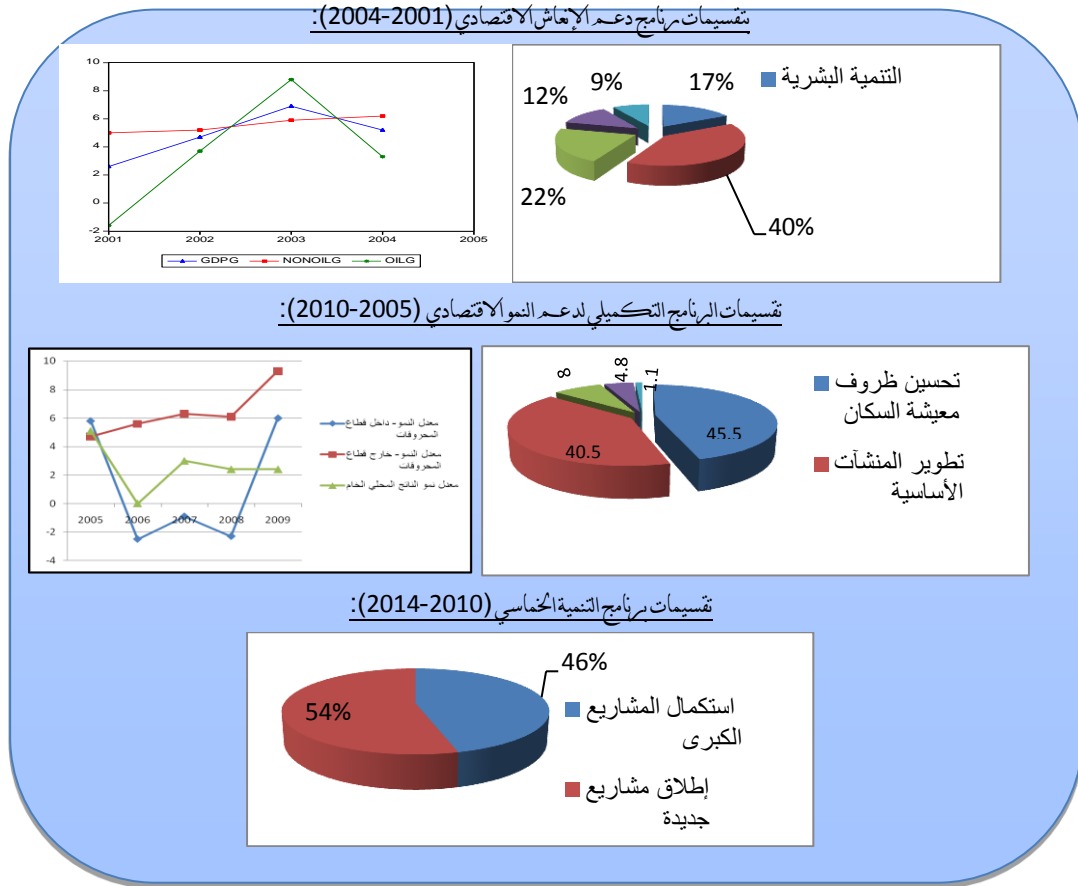 تقسيمات برنامج دعم الإنعاش الاقتصادي (2001-2004):
10
8
6
4
2
0
-2
2001 2002 2003 2004 2005
GDPG NONOILG OILG
التنمية البشرية
17%
9%
12%
22%
40%
تقسيمات البرنامج التكميلي لدعم النمو الاقتصادي (2005-2010):
10
8
6
4
2
0
-2
-4
2005 2006 2007 2008 2009
معدل النمو- داخل قطاع
المحروقات
معدل النمو- خارج قطاع
المحروقات
معدل نمو الناتج المحلي الخام
8
4.8
1.1
45.5
40.5
تحسين ظروف
معيشة السكان
تطوير المنشآت
الأساسية
تقسيمات برنامج التنمية الخماسي (2010-2014):
46%
54%
استكمال المشاريع
الكبرى
إطلاق مشاريع
جديدة